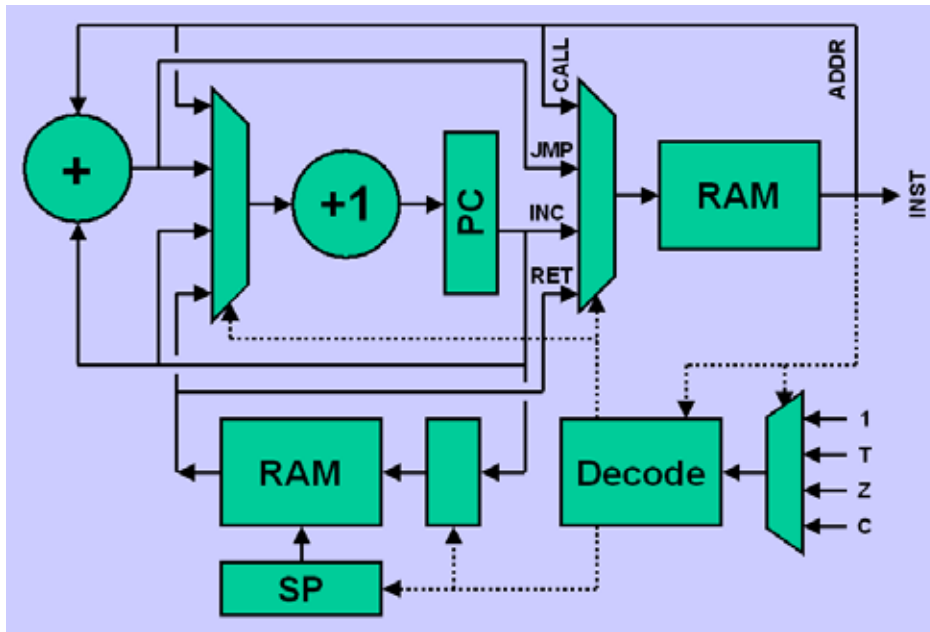 CALL
ADDR
+
+1
PC
JMP
INC
RET
RAM
INST
RAM
SP
Decode
1
T
Z
C